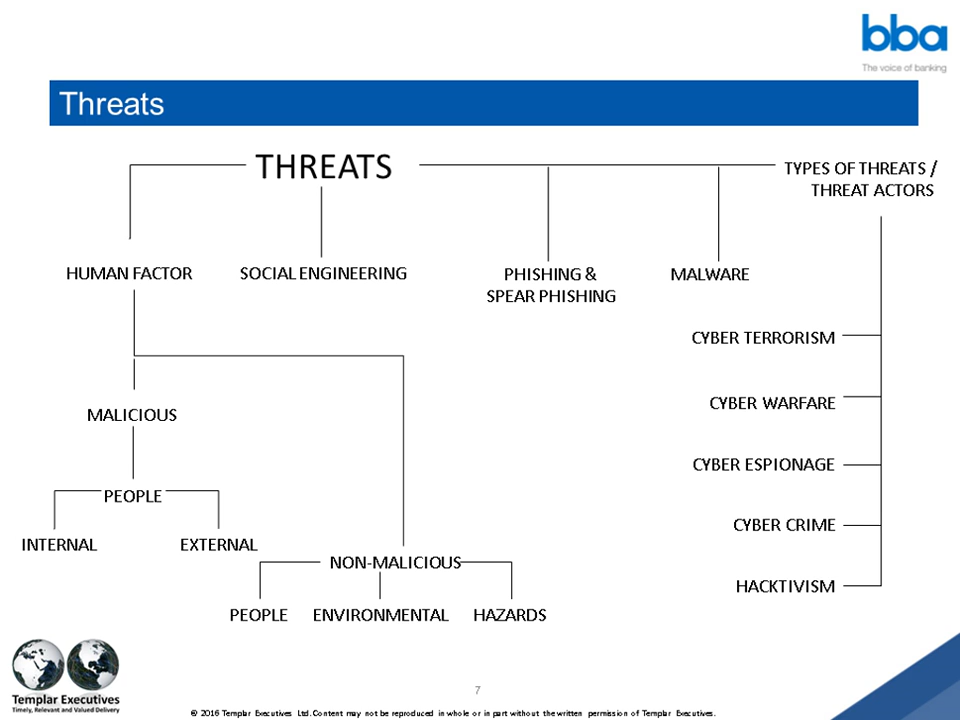 bba
The voice of banking
Threats
THREATS
TYPES OF THREATS /
THREAT ACTORS
HUMAN FACTOR
SOCIAL ENGINEERING
PHISHING &
SPEAR PHISHING
MALWARE
CYBER TERRORISM
CYBER WARFARE
CYBER ESPIONAGE
CYBER CRIME
HACKTIVISM
MALICIOUS
PEOPLE
INTERNAL
EXTERNAL
NON-MALICIOUS
PEOPLE
ENVIRONMENTAL
HAZARDS
Templar Executives
Timely, Relevant and Valued Delivery
7
© 2016 Templar Executives Ltd. Content may not be reproduced in whole or in part without the written permission of Templar Executives.